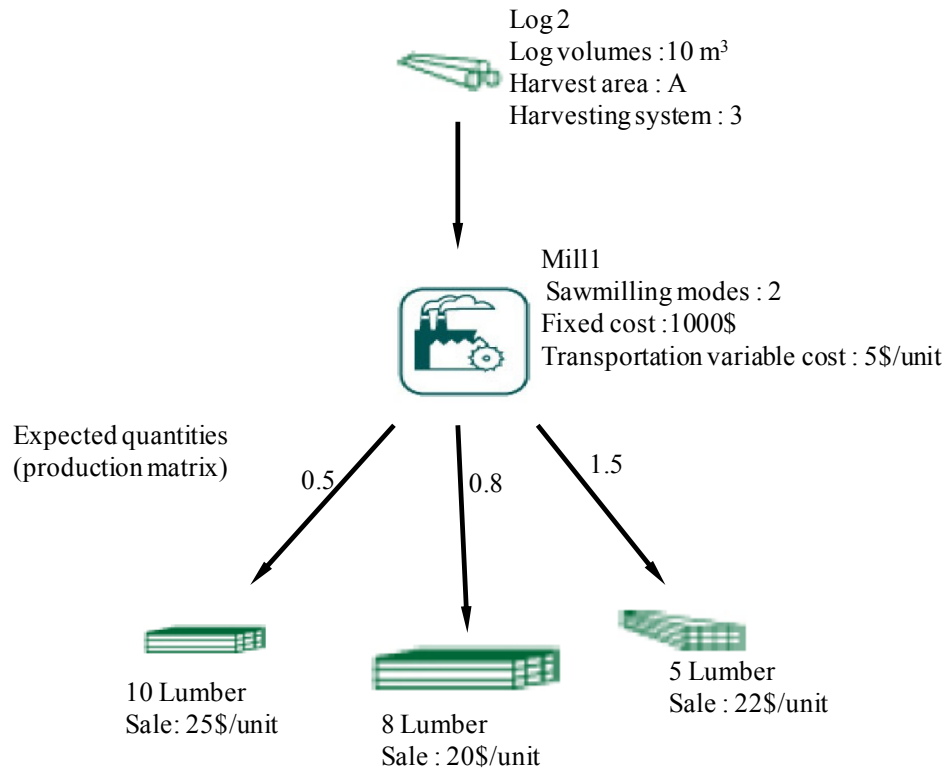 Log 2
Log volumes :10 m³
Harvest area : A
Harvesting system : 3
Mill1
Sawmilling modes : 2
Fixed cost :1000$
Transportation variable cost : 5$/unit
Expected quantities
(production matrix)
0.5
0.8
1.5
10 Lumber
Sale: 25$/unit
8 Lumber
Sale : 20$/unit
5 Lumber
Sale : 22$/unit